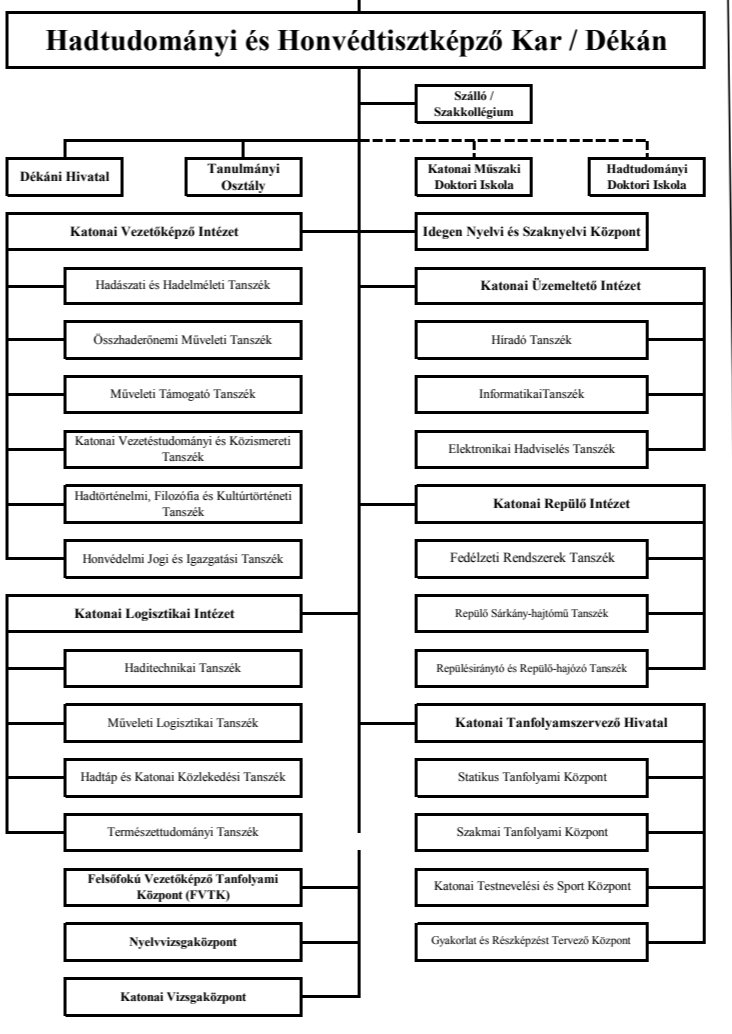 Hadtudományi és Honvédtisztképző Kar / Dékán
Szálló /
Szakkollégium
Dékáni Hivatal
Tanulmányi
Osztály
Katonai Műszaki
Doktori Iskola
Hadtudományi
Doktori Iskola
Katonai Vezetőképző Intézet
Hadászati és Hadelméleti Tanszék
Összhaderőnemi Műveleti Tanszék
Műveleti Támogató Tanszék
Katonai Vezetéstudományi és Közismereti
Tanszék
Hadtörténelmi, Filozófia és Kultúrtörténeti
Tanszék
Honvédelmi Jogi és Igazgatási Tanszék
Katonai Logisztikai Intézet
Haditechnikai Tanszék
Műveleti Logisztikai Tanszék
Hadtáp és Katonai Közlekedési Tanszék
Természettudományi Tanszék
Felsőfokú Vezetőképző Tanfolyami
Központ (FVTK)
Nyelvvizsgaközpont
Katonai Vizsgaközpont
Idegen Nyelvi és Szaknyelvi Központ
Katonai Üzemeltető Intézet
Híradó Tanszék
InformatikaiTanszék
Elektronikai Hadviselés Tanszék
Katonai Repülő Intézet
Fedélzeti Rendszerek Tanszék
Repülő Sárkány-hajtómű Tanszék
Repülésirányító és Repülő-hajózó Tanszék
Katonai Tanfolyamszervező Hivatal
Statikus Tanfolyami Központ
Szakmai Tanfolyami Központ
Katonai Testnevelési és Sport Központ
Gyakorlat és Részképzést Tervező Központ